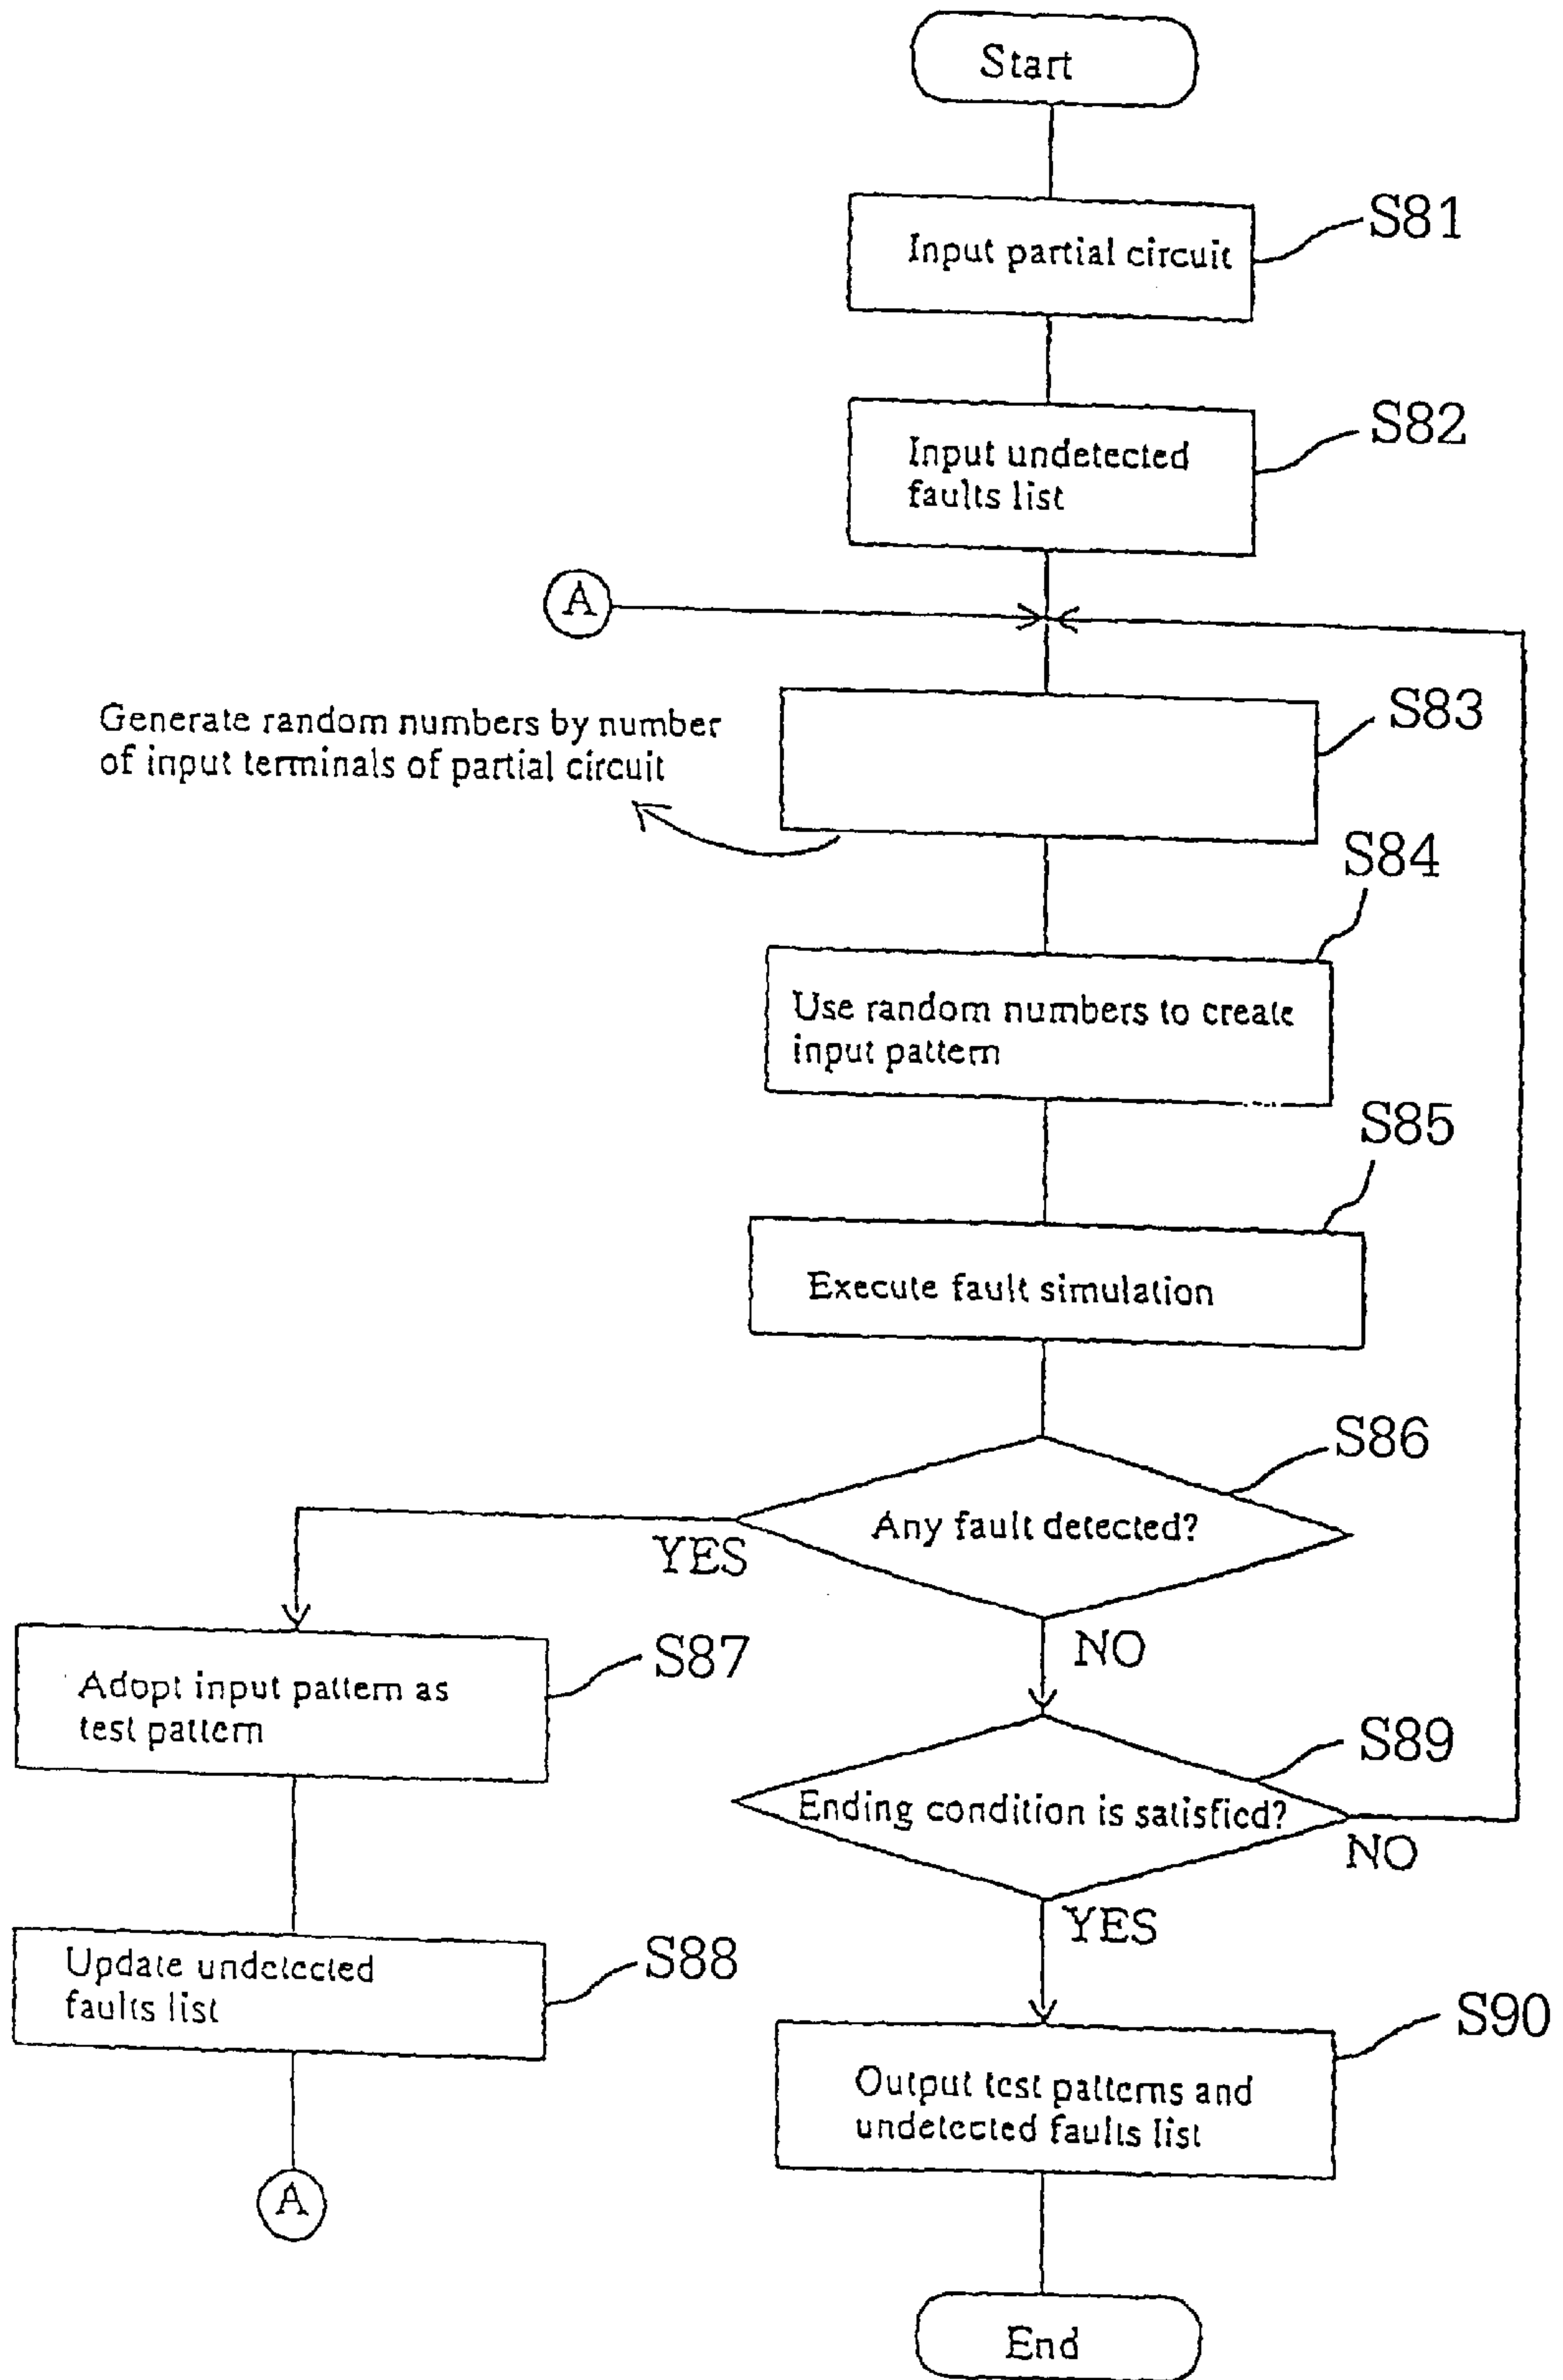 Start
Input partial circuit
S81
Input undetected
faults list
S82
A
Generate random numbers by number
of input terminals of partial circuit
S83
S84
Use random numbers to create
input pattern
S85
Execute fault simulation
S86
Any fault detected?
YES
NO
S87
Adopt input pattern as
test pattern
S89
Ending condition is satisfied?
NO
YES
Update undetected
faults list
S88
S90
Output test patterns and
undetected faults list
A
End